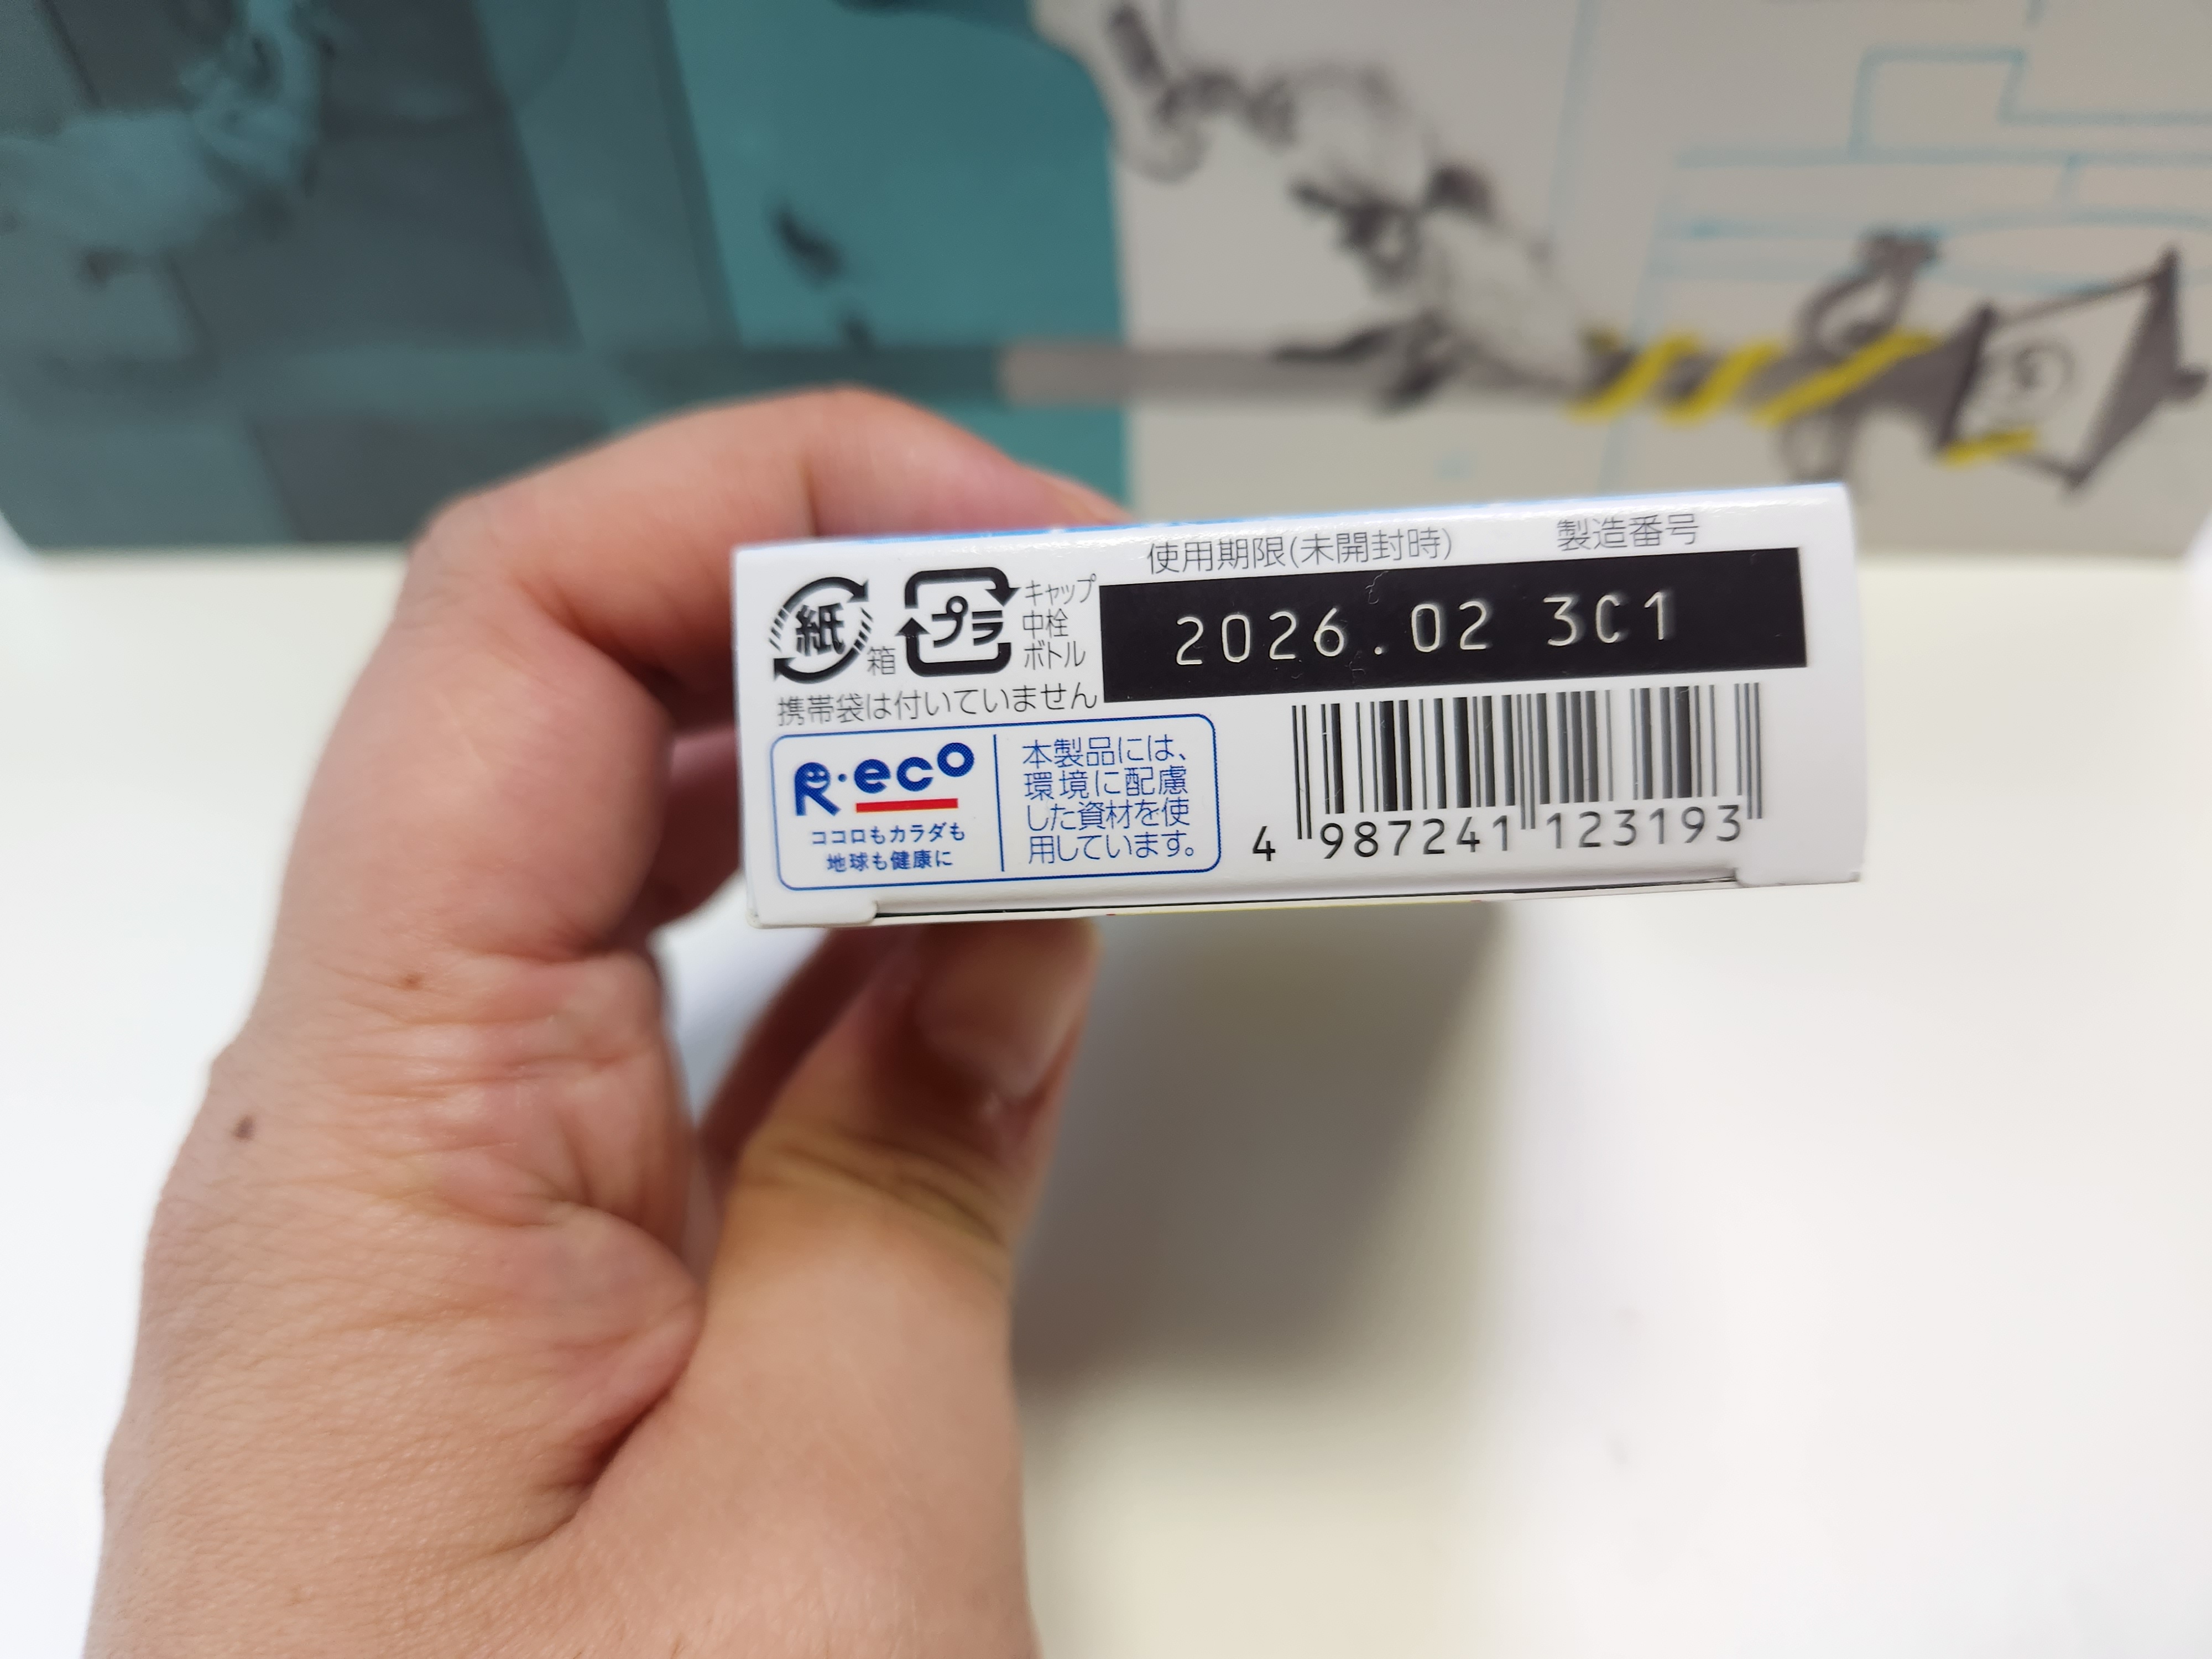 使用期限(未開封時) 製造番号
2026.02 3C1
紙 箱
プラ
キャップ
中栓
ボトル
携帯袋は付いていません
R・eco
ココロもカラダも
地球も健康に
本製品には、
環境に配慮
した資材を使
用しています。
4 987241 123193